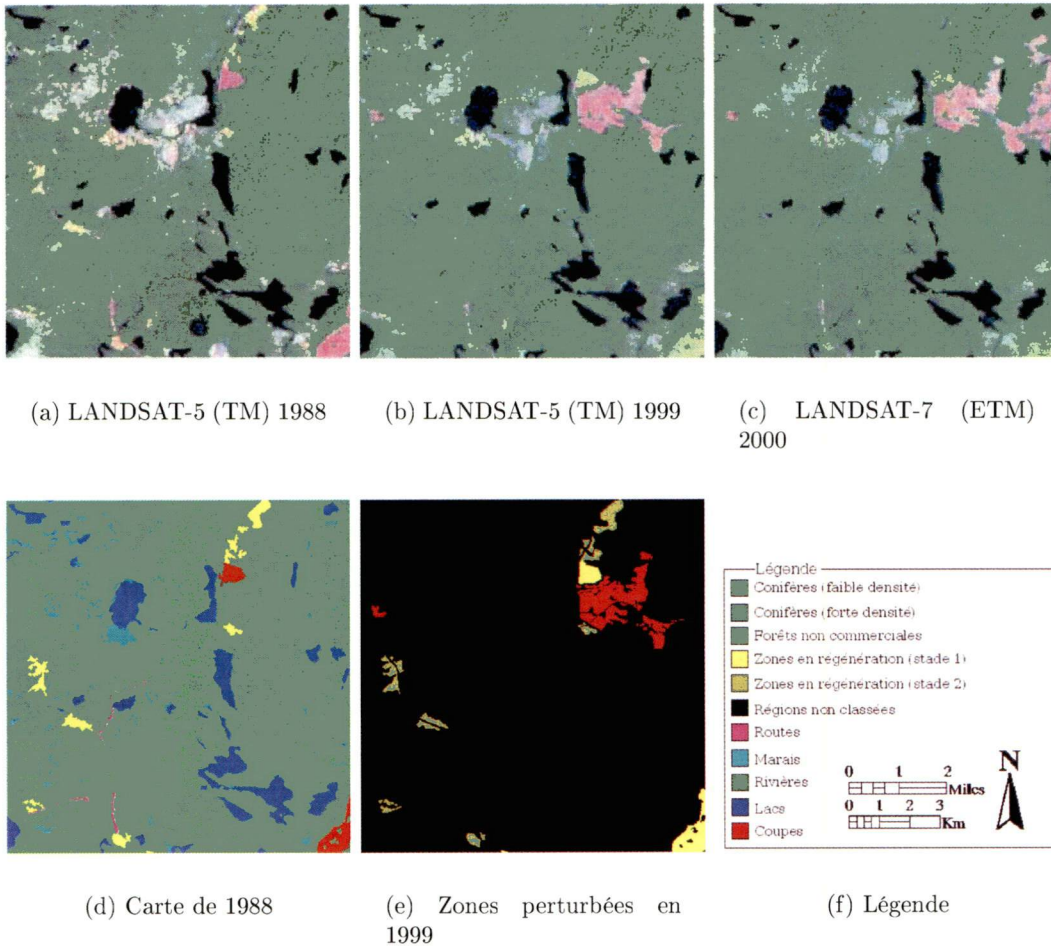 (a) LANDSAT-5 (TM) 1988
(b) LANDSAT-5 (TM) 1999
(c) LANDSAT-7 (ETM)
2000
Légende
Conifères (faible densité)
Conifères (forte densité)
Forêts non commerciales
Zones en régénération (stade 1)
Zones en régénération (stade 2)
Régions non classées
Routes
Marais
Rivières
Lacs
Coupes
0 1 2
Miles
0 1 2 3
Km
N
(d) Carte de 1988
(e) Zones perturbées en
1999
(f) Légende